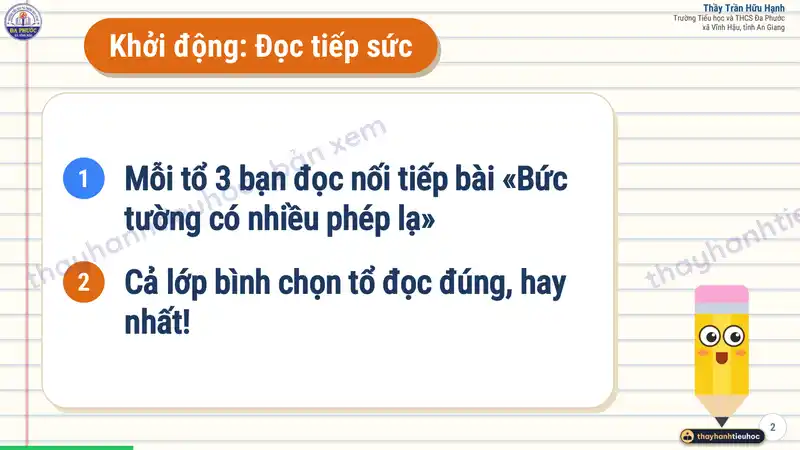 ĐA PHƯỚC
Thầy Trần Hữu Hạnh
Trường Tiểu học và THCS Đa Phước
xã Vĩnh Hậu, tỉnh An Giang
Khởi động: Đọc tiếp sức
1 Mỗi tổ 3 bạn đọc nối tiếp bài «Bức
tường có nhiều phép lạ»
2 Cả lớp bình chọn tổ đọc đúng, hay
nhất!
thayhanhtieuhoc
2